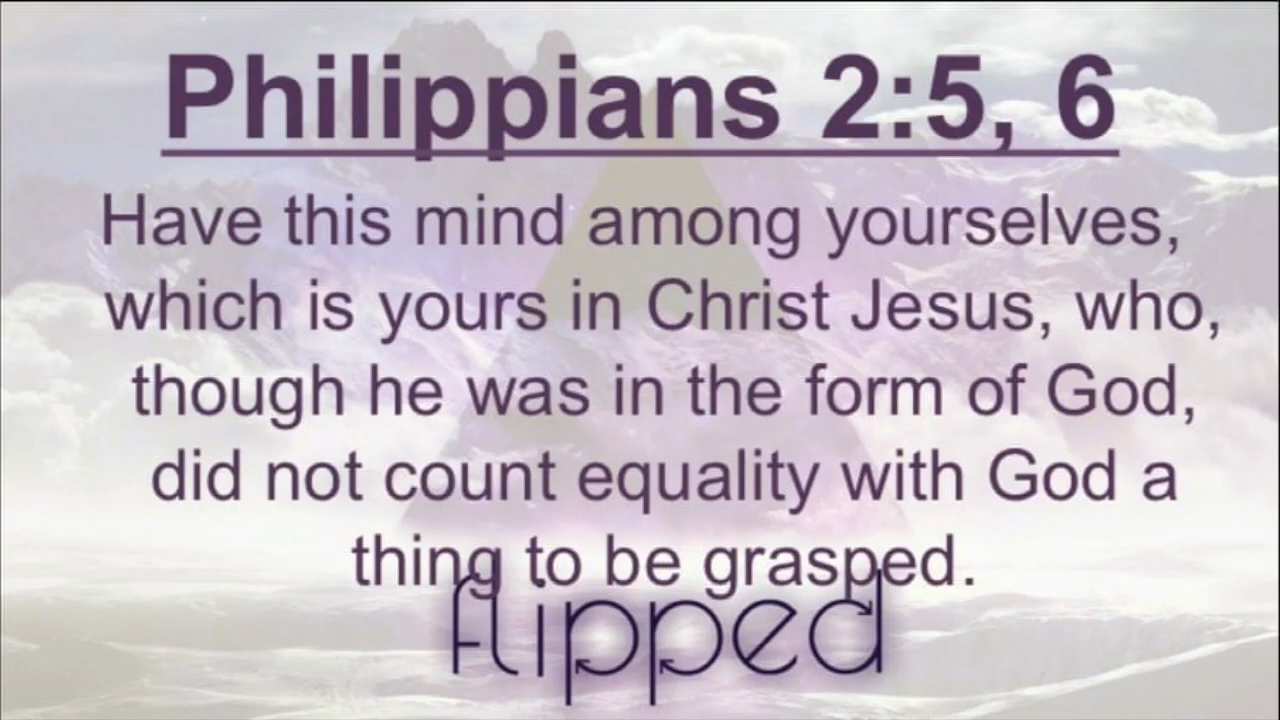 Philippians 2:5, 6
Have this mind among yourselves,
which is yours in Christ Jesus, who,
though he was in the form of God,
did not count equality with God a
thing to be grasped.
flipped